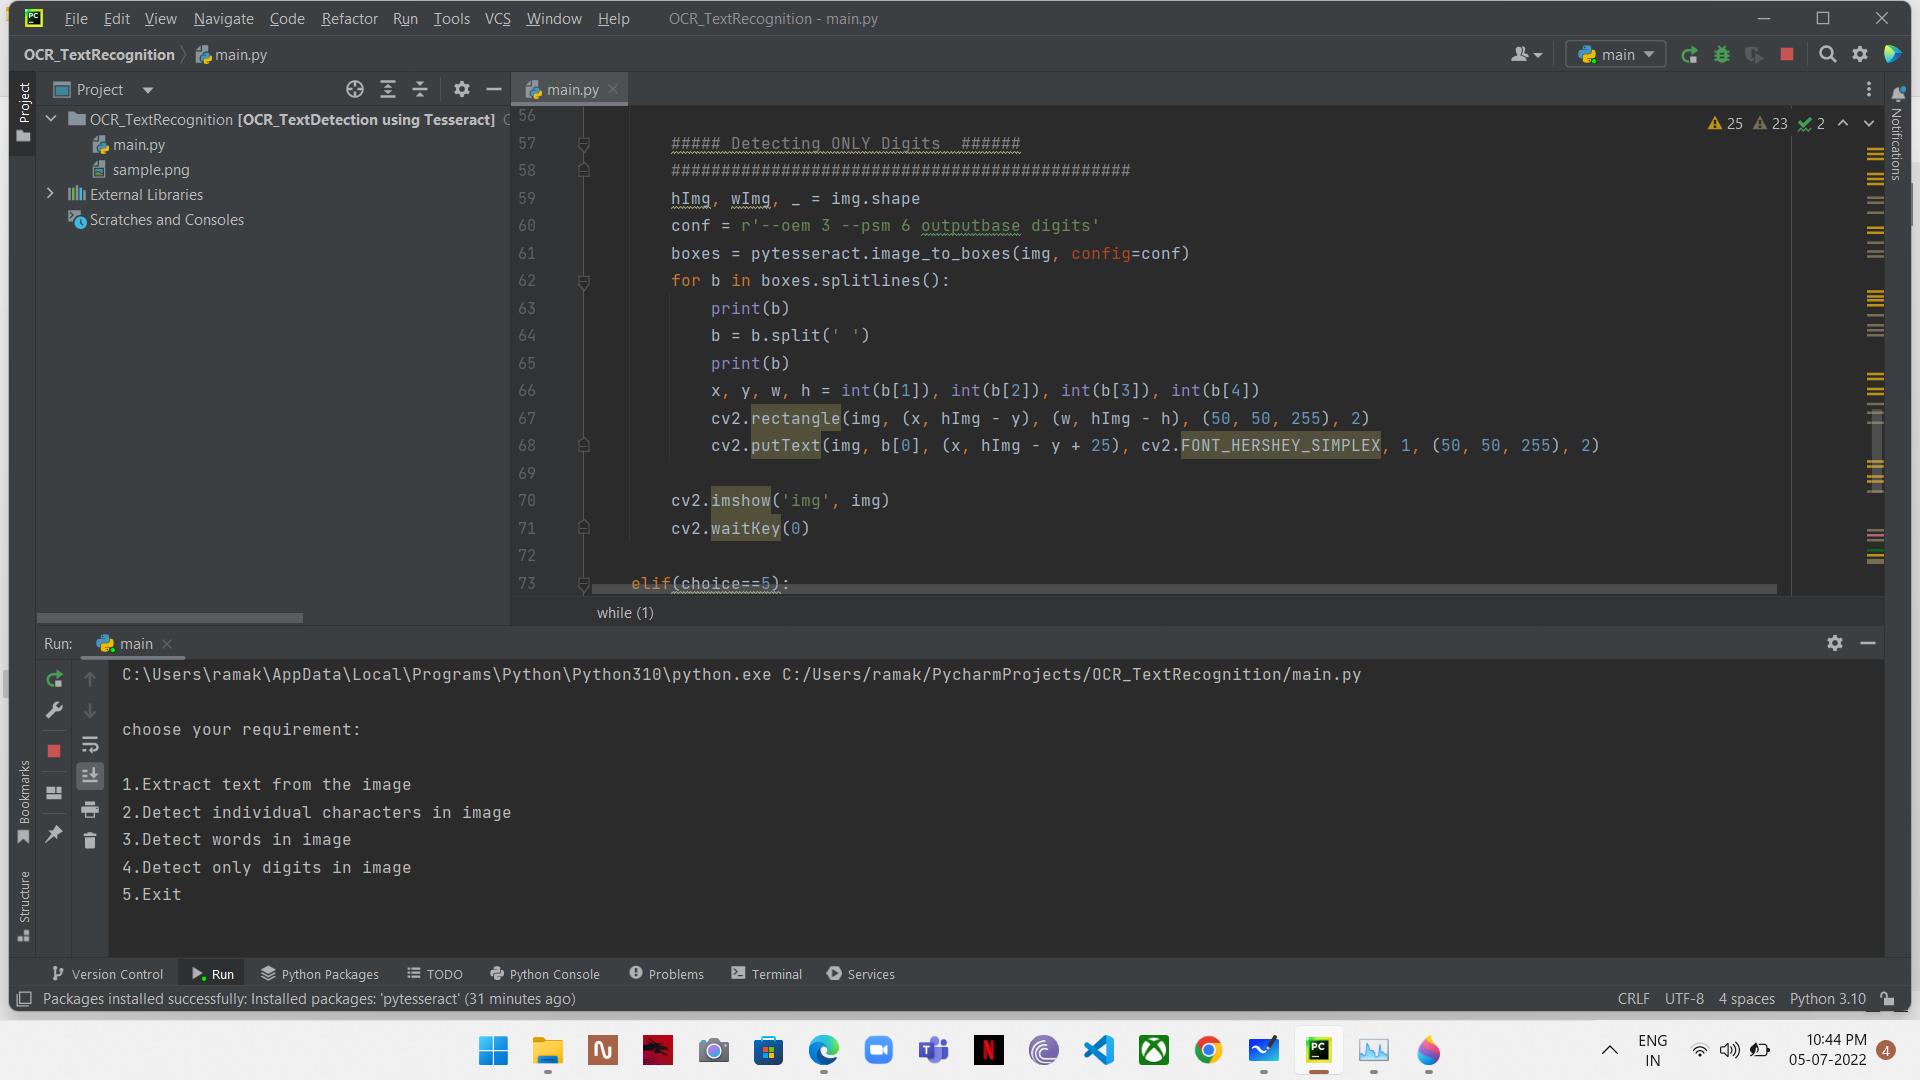 File Edit View Navigate Code Refactor Run Tools VCS Window Help OCR_TextRecognition - main.py
OCR_TextRecognition main.py main
Project
Project main.py
OCR_TextRecognition [OCR_TextDetection using Tesseract] C
main.py
sample.png
External Libraries
Scratches and Consoles
25 23 2
Notifications
56
57 ##### Detecting ONLY Digits ######
58 ##############################################
59 hImg, wImg, _ = img.shape
60 conf = r'--oem 3 --psm 6 outputbase digits'
61 boxes = pytesseract.image_to_boxes(img, config=conf)
62 for b in boxes.splitlines():
63 print(b)
64 b = b.split(' ')
65 print(b)
66 x, y, w, h = int(b[1]), int(b[2]), int(b[3]), int(b[4])
67 cv2.rectangle(img, (x, hImg - y), (w, hImg - h), (50, 50, 255), 2)
68 cv2.putText(img, b[0], (x, hImg - y + 25), cv2.FONT_HERSHEY_SIMPLEX, 1, (50, 50, 255), 2)
69
70 cv2.imshow('img', img)
71 cv2.waitKey(0)
72
73 elif(choice==5):
while (1)
Run: main
C:\Users\ramak\AppData\Local\Programs\Python\Python310\python.exe C:/Users/ramak/PycharmProjects/OCR_TextRecognition/main.py
choose your requirement:
1.Extract text from the image
2.Detect individual characters in image
3.Detect words in image
4.Detect only digits in image
5.Exit
Bookmarks
Structure
Version Control Run Python Packages TODO Python Console Problems Terminal Services
Packages installed successfully: Installed packages: 'pytesseract' (31 minutes ago) CRLF UTF-8 4 spaces Python 3.10
ENG
IN
10:44 PM
05-07-2022
4